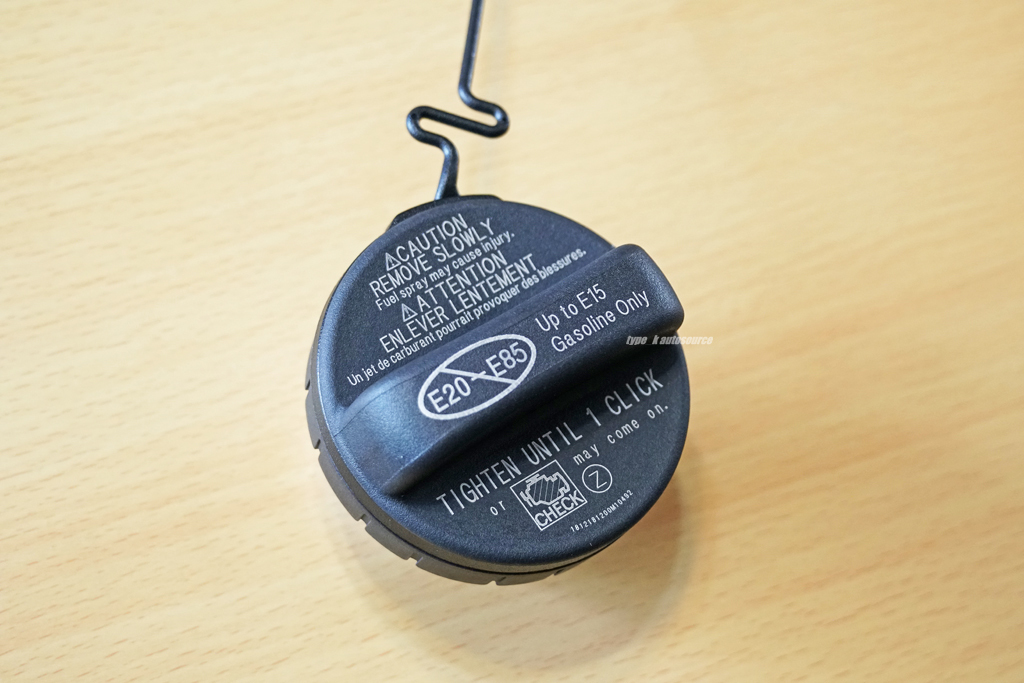 ⚠CAUTION
REMOVE SLOWLY
Fuel spray may cause injury.
⚠ATTENTION
ENLEVER LENTEMENT
Un jet de carburant pourrait provoquer des blessures.
E20~E85
Up to E15
Gasoline Only
type_k autosource
TIGHTEN UNTIL 1 CLICK
or CHECK may come on.
Z
1812181200M10492